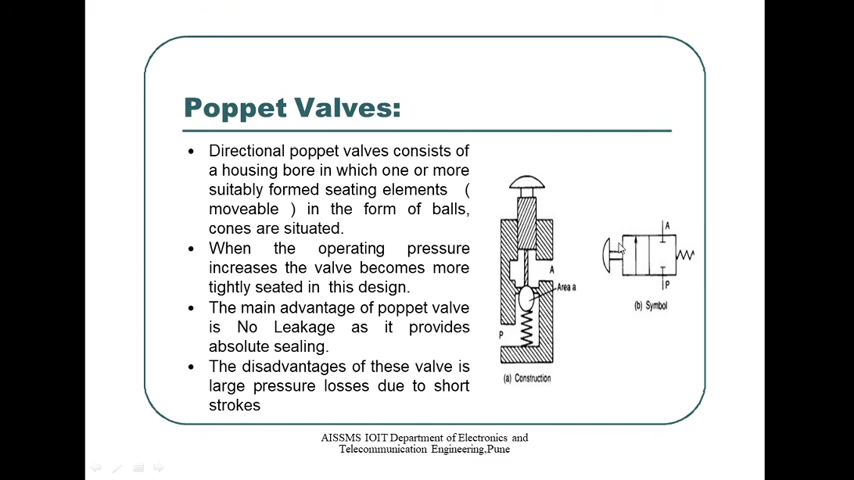 Poppet Valves:
• Directional poppet valves consists of
a housing bore in which one or more
suitably formed seating elements (
moveable ) in the form of balls,
cones are situated.
• When the operating pressure
increases the valve becomes more
tightly seated in this design.
• The main advantage of poppet valve
is No Leakage as it provides
absolute sealing.
• The disadvantages of these valve is
large pressure losses due to short
strokes
A
Area a
P
(a) Construction
A
P
(b) Symbol
AISSMS IOIT Department of Electronics and
Telecommunication Engineering,Pune